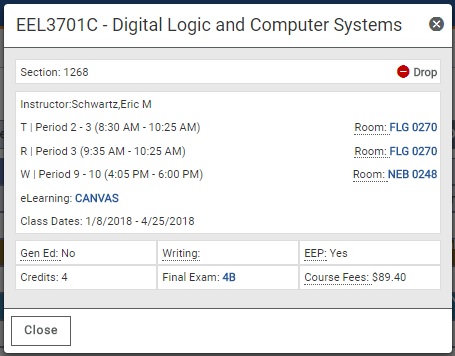 EEL3701C - Digital Logic and Computer Systems
Section: 1268 Drop
Instructor:Schwartz,Eric M
T | Period 2 - 3 (8:30 AM - 10:25 AM) Room: FLG 0270
R | Period 3 (9:35 AM - 10:25 AM) Room: FLG 0270
W | Period 9 - 10 (4:05 PM - 6:00 PM) Room: NEB 0248
eLearning: CANVAS
Class Dates: 1/8/2018 - 4/25/2018
Gen Ed: No Writing: EEP: Yes
Credits: 4 Final Exam: 4B Course Fees: $89.40
Close